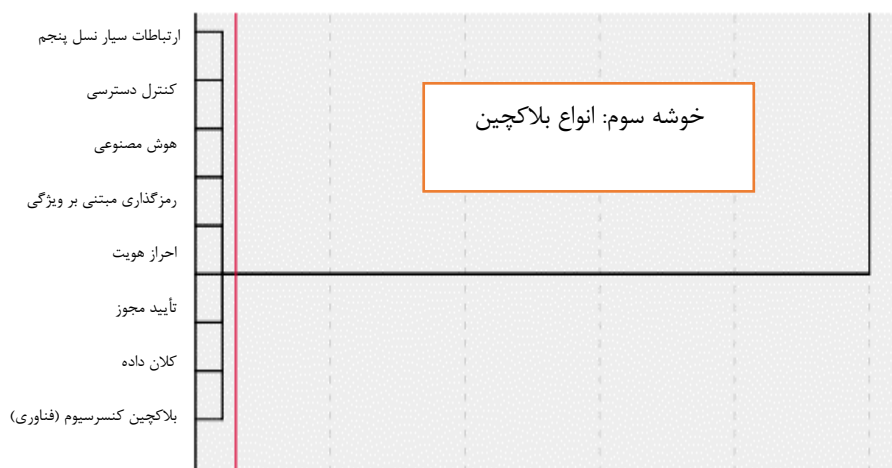 ارتباطات سیار نسل پنجم
کنترل دسترسی
هوش مصنوعی
رمزگذاری مبتنی بر ویژگی
احراز هویت
تأیید مجوز
کلان داده
بلاکچین کنسرسیوم (فناوری)
خوشه سوم: انواع بلاکچین